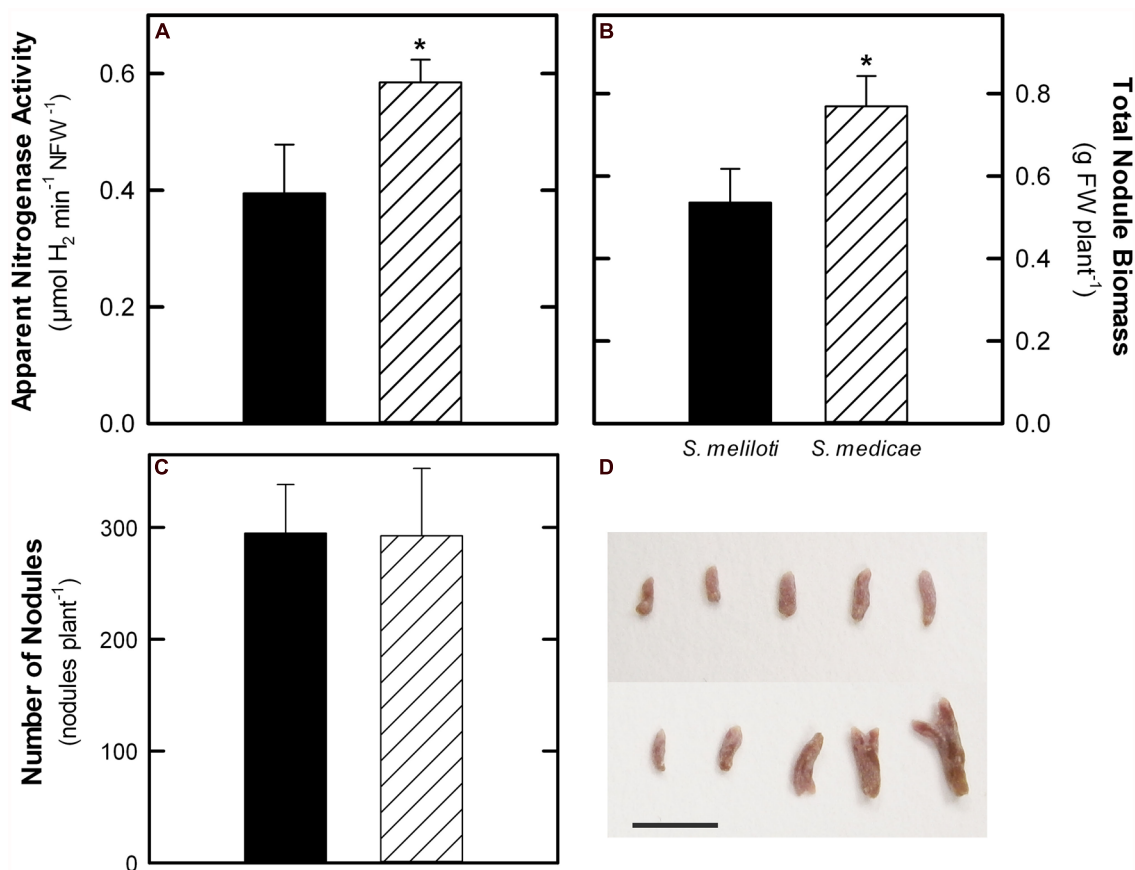 A
*
Apparent Nitrogenase Activity
(µmol H2 min-1 NFW-1)
0.6
0.4
0.2
0.0
B
*
Total Nodule Biomass
(g FW plant-1)
0.8
0.6
0.4
0.2
0.0
S. meliloti S. medicae
C
Number of Nodules
(nodules plant-1)
300
200
100
0
D